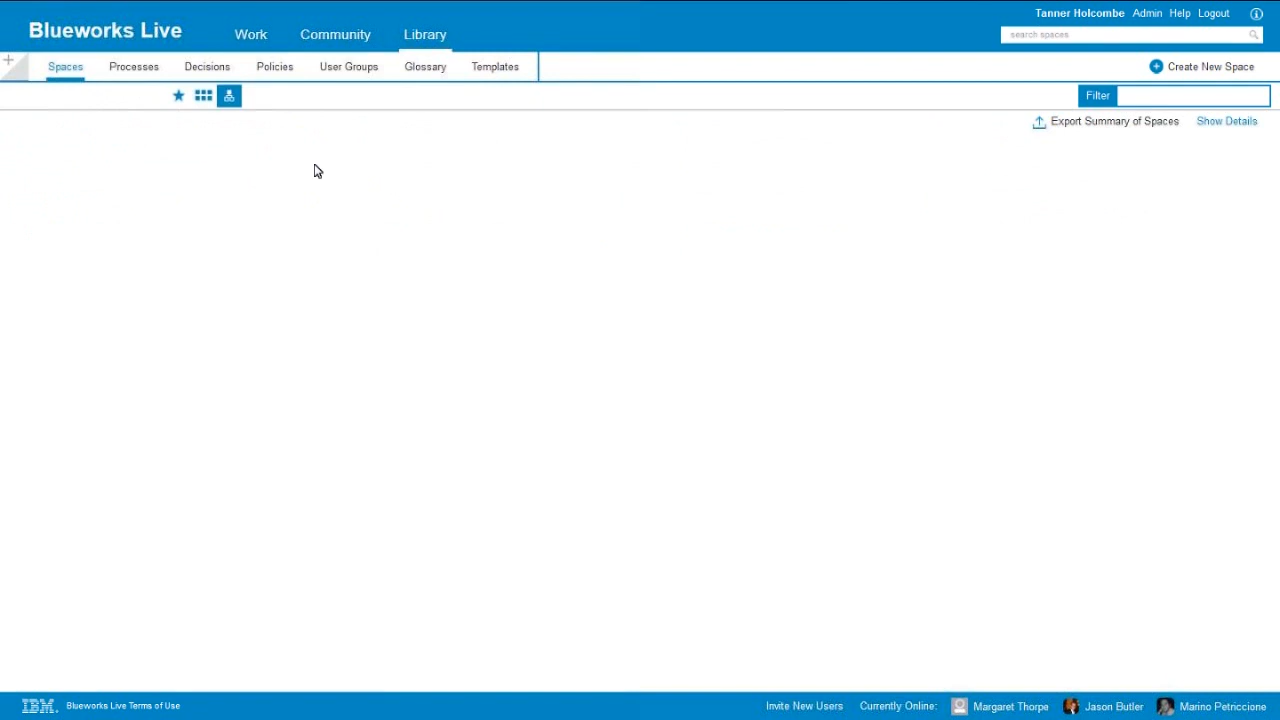 Tanner Holcombe Admin Help Logout
Blueworks Live Work Community Library
search spaces
Spaces Processes Decisions Policies User Groups Glossary Templates Create New Space
Filter
Export Summary of Spaces Show Details
IBM. Blueworks Live Terms of Use Invite New Users Currently Online: Margaret Thorpe Jason Butler Marino Petriccione